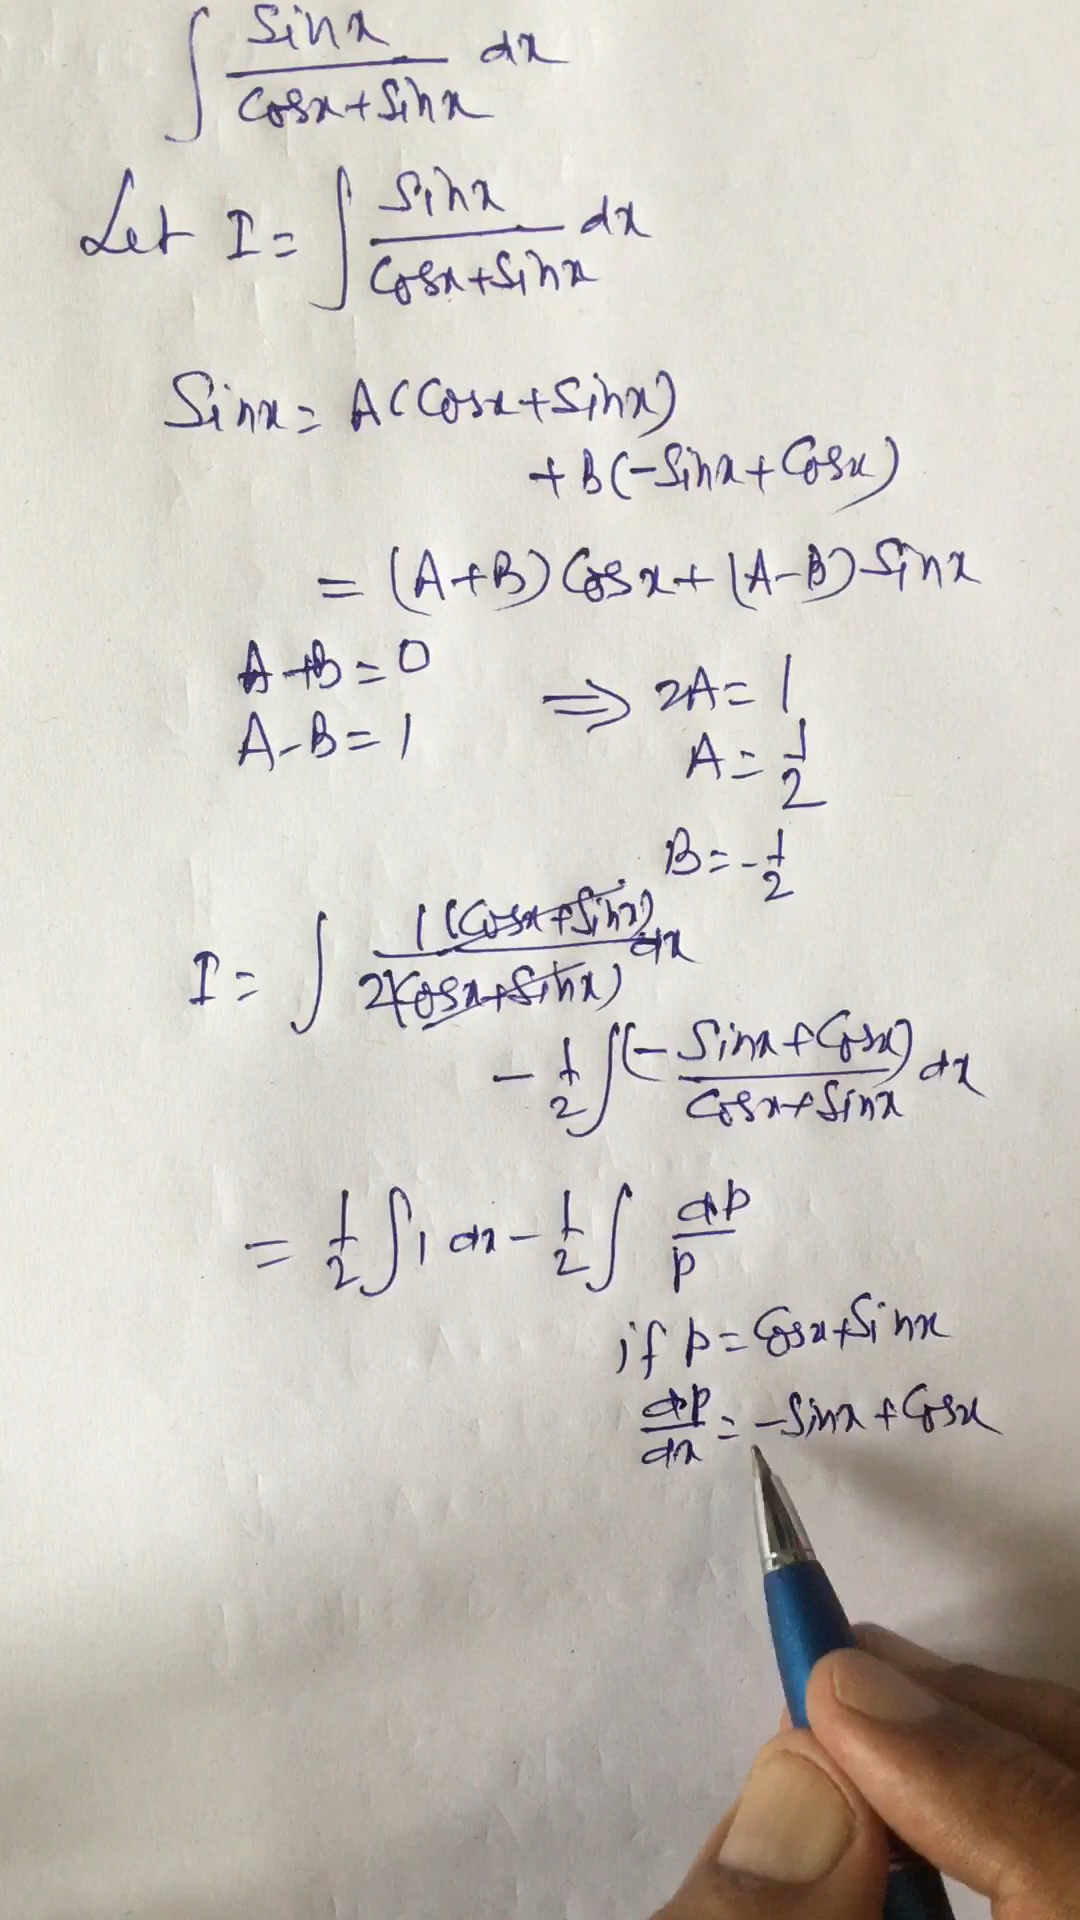 ∫ Sinx / Cosx+Sinx dx
Let I = ∫ Sinx / Cosx+Sinx dx
Sinx = A(Cosx+Sinx)
+ B(-Sinx+Cosx)
= (A+B) Cosx + (A-B) Sinx
A+B=0 ⇒ 2A = 1
A-B=1 A = 1/2
B = -1/2
I = ∫ 1(Cosx+Sinx) / 2(Cosx+Sinx) dx
- 1/2 ∫ (-Sinx+Cosx) / Cosx+Sinx dx
= 1/2 ∫ 1 dx - 1/2 ∫ dp / p
if p = Cosx+Sinx
dp/dx = -Sinx+Cosx